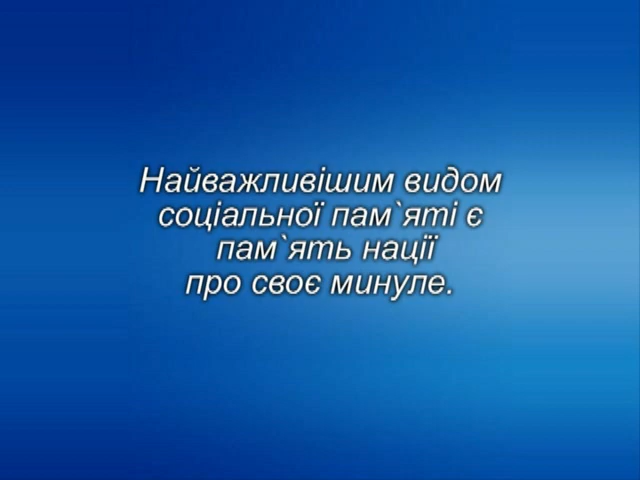 Найважливішим видом
соціальної пам`яті є
пам`ять нації
про своє минуле.